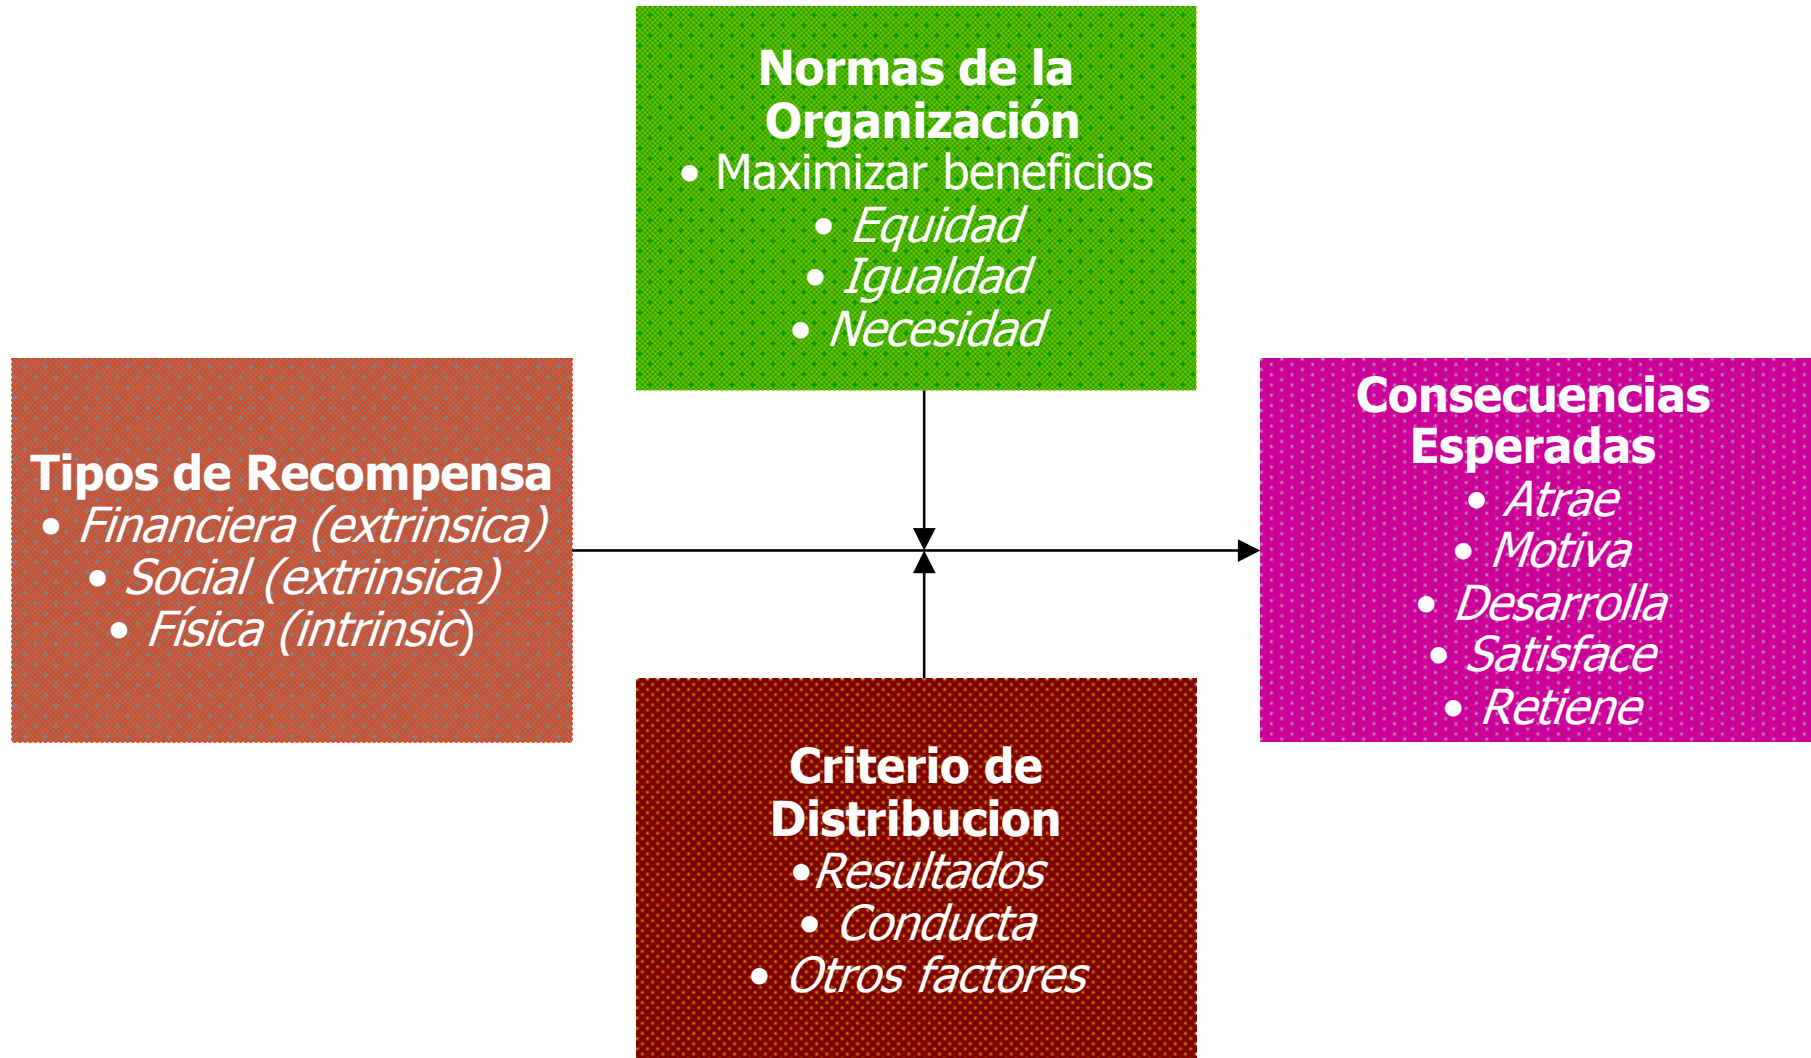 Normas de la
Organización
• Maximizar beneficios
• Equidad
• Igualdad
• Necesidad
Tipos de Recompensa
• Financiera (extrinsica)
• Social (extrinsica)
• Física (intrinsic)
Consecuencias
Esperadas
• Atrae
• Motiva
• Desarrolla
• Satisface
• Retiene
Criterio de
Distribucion
•Resultados
• Conducta
• Otros factores